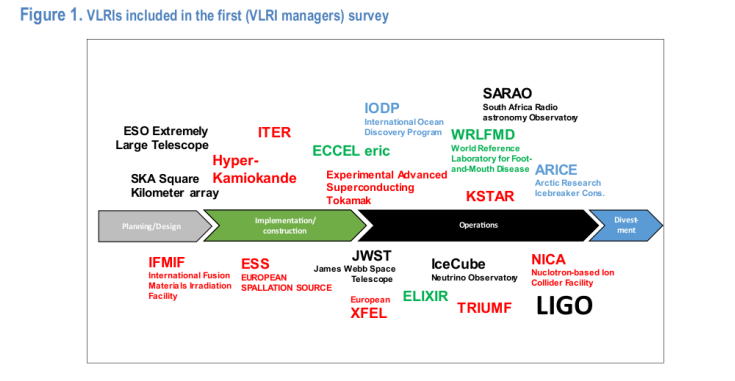 Figure 1. VLRIs included in the first (VLRI managers) survey
SARAO
South Africa Radio
astronomy Observatory
IODP
International Ocean
Discovery Program
ESO Extremely
Large Telescope
ITER
WRLFMD
World Reference
Laboratory for Foot-
and-Mouth Disease
ECCEL eric
Hyper-
Kamiokande
ARICE
Arctic Research
Icebreaker Cons.
SKA Square
Kilometer array
Experimental Advanced
Superconducting
Tokamak
KSTAR
Planning/Design
Implementation/
construction
Operations
Divest-
ment
IFMIF
International Fusion
Materials Irradiation
Facility
ESS
EUROPEAN
SPALLATION SOURCE
JWST
James Webb Space
Telescope
IceCube
Neutrino Observatory
NICA
Nuclotron-based Ion
Collider Facility
European
XFEL
ELIXIR
TRIUMF
LIGO